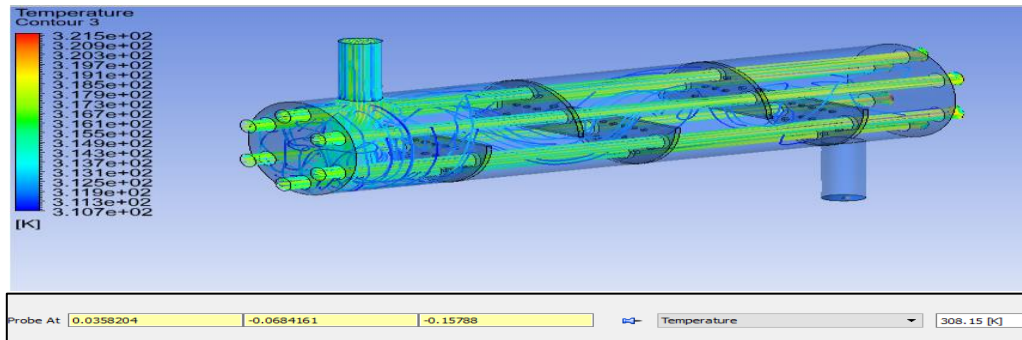 Temperature
Contour 3
3.215e+02
3.209e+02
3.203e+02
3.197e+02
3.191e+02
3.185e+02
3.179e+02
3.173e+02
3.167e+02
3.161e+02
3.155e+02
3.149e+02
3.143e+02
3.137e+02
3.131e+02
3.125e+02
3.119e+02
3.113e+02
3.107e+02
[K]
Probe At 0.0358204 -0.0684161 -0.15788 Temperature 308.15 [K]